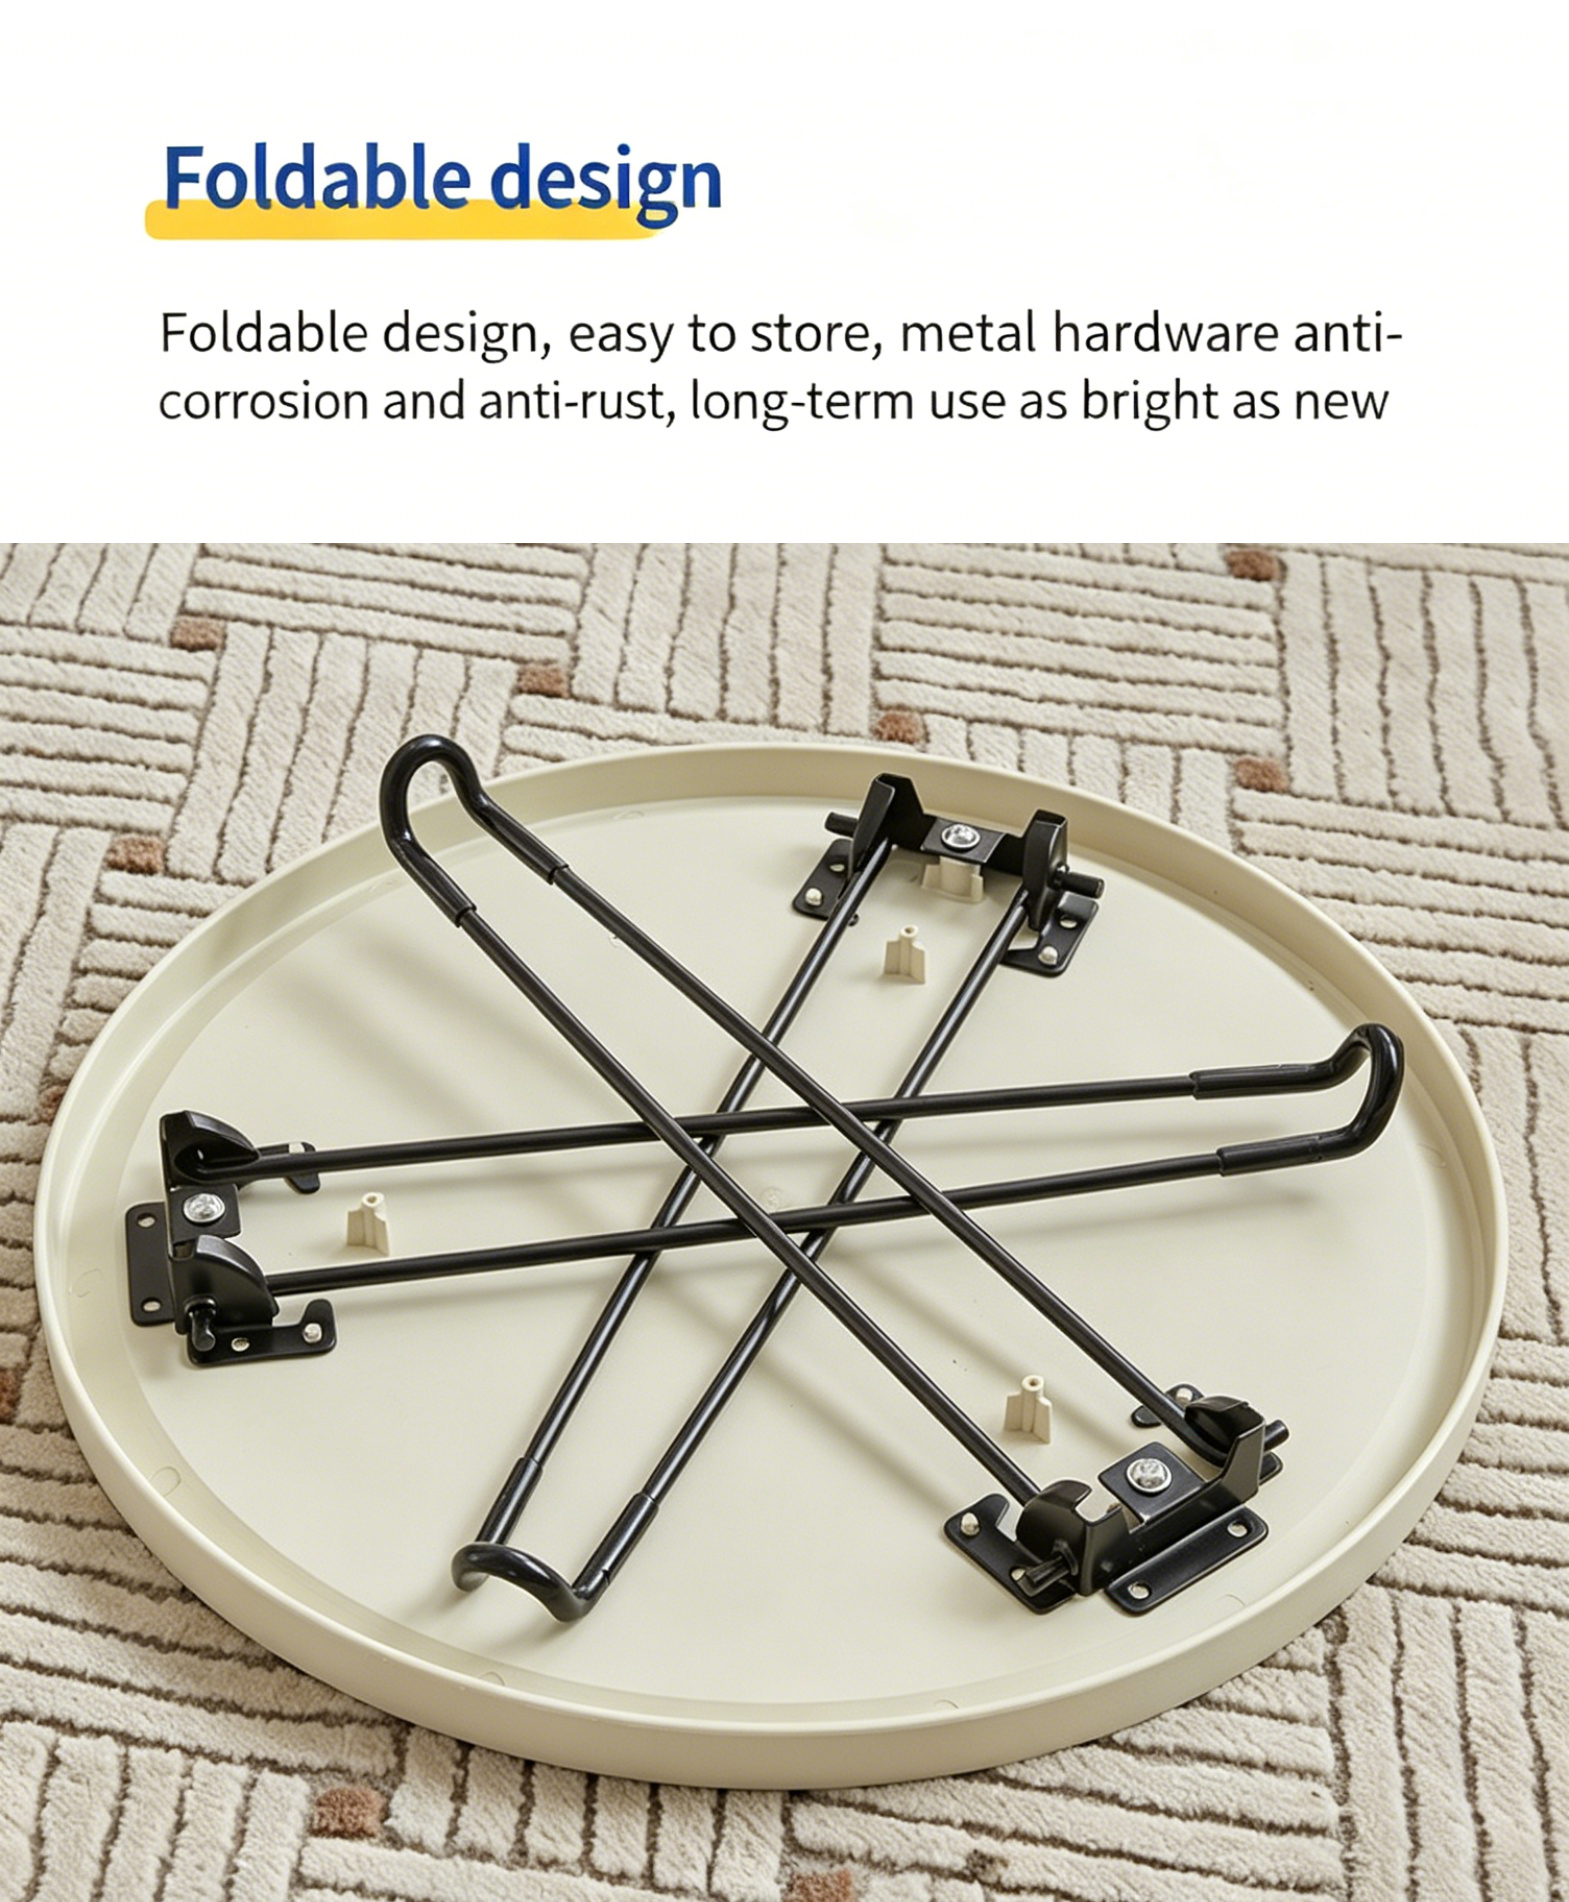 Foldable design
Foldable design, easy to store, metal hardware anti-
corrosion and anti-rust, long-term use as bright as new